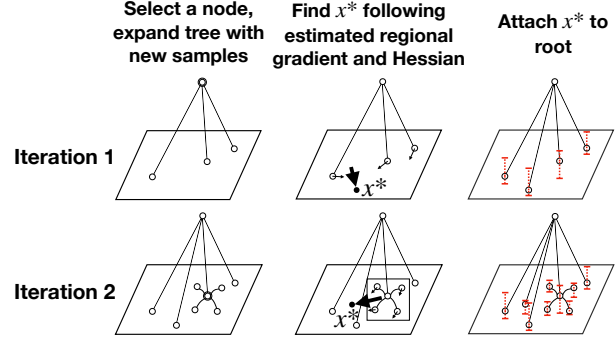 Select a node,
expand tree with
new samples
Find x* following
estimated regional
gradient and Hessian
Attach x* to
root
Iteration 1
x*
Iteration 2
x*